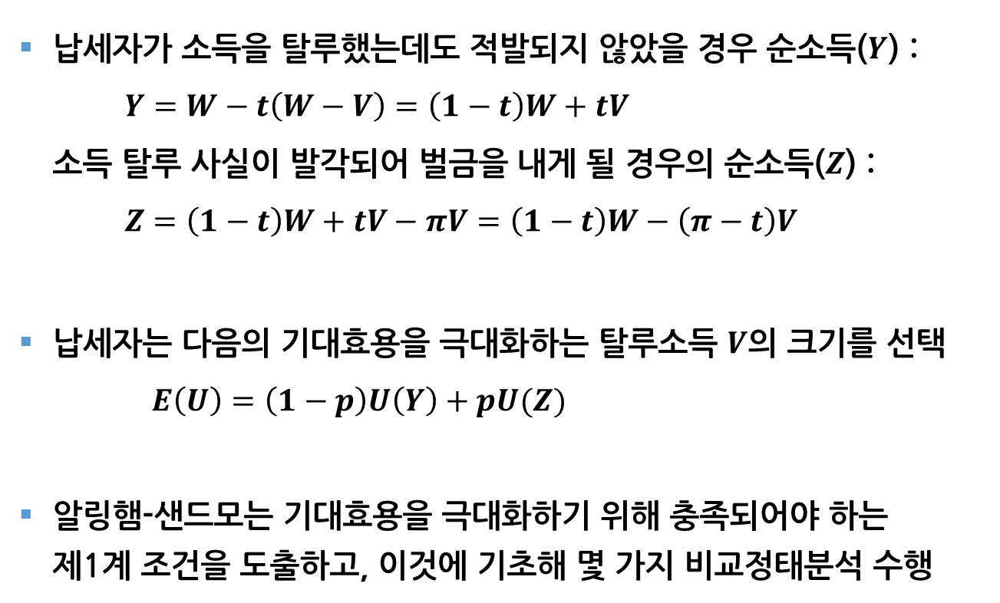 ▪ 납세자가 소득을 탈루했는데도 적발되지 않았을 경우 순소득(Y) :
Y = W − t(W − V) = (1 − t)W + tV
소득 탈루 사실이 발각되어 벌금을 내게 될 경우의 순소득(Z) :
Z = (1 − t)W + tV − πV = (1 − t)W − (π − t)V
▪ 납세자는 다음의 기대효용을 극대화하는 탈루소득 V의 크기를 선택
E(U) = (1 − p)U(Y) + pU(Z)
▪ 알링햄-샌드모는 기대효용을 극대화하기 위해 충족되어야 하는
제1계 조건을 도출하고, 이것에 기초해 몇 가지 비교정태분석 수행